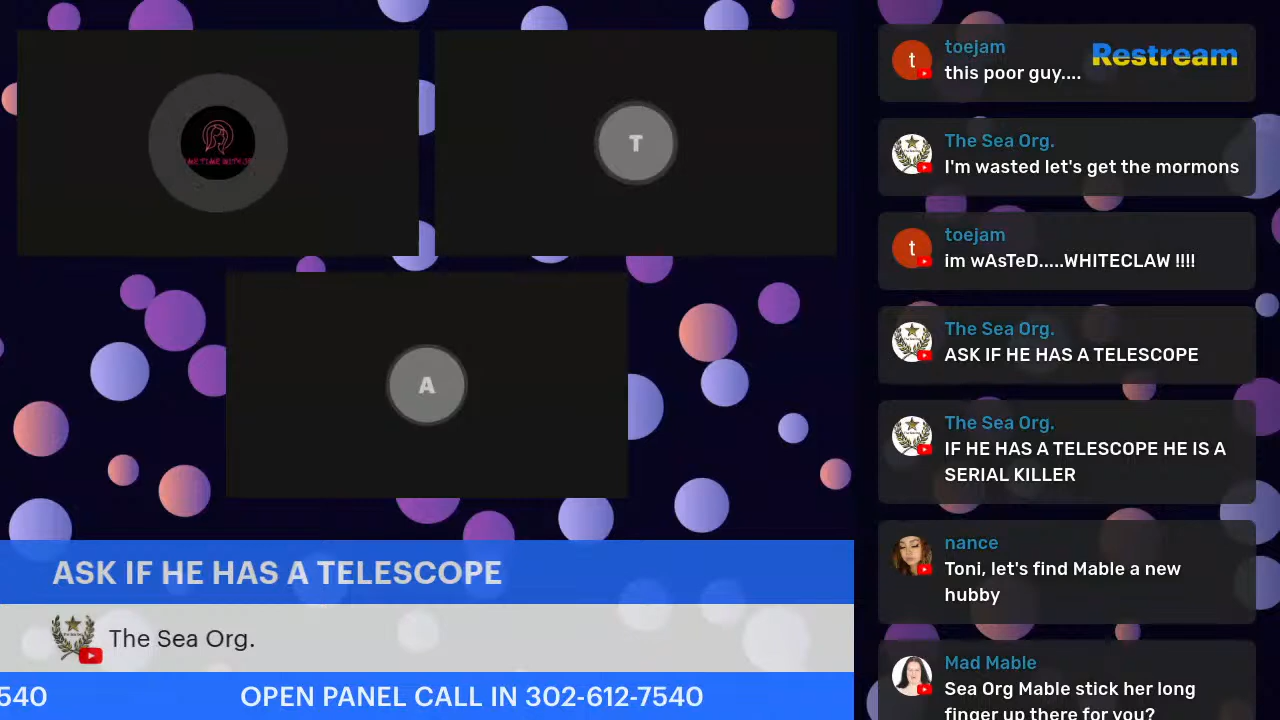 T
A
ASK IF HE HAS A TELESCOPE
The Sea Org.
540
OPEN PANEL CALL IN 302-612-7540
Restream
t
toejam
this poor guy....
The Sea Org.
I'm wasted let's get the mormons
t
toejam
im wAsTeD.....WHITECLAW !!!!
The Sea Org.
ASK IF HE HAS A TELESCOPE
The Sea Org.
IF HE HAS A TELESCOPE HE IS A
SERIAL KILLER
nance
Toni, let's find Mable a new
hubby
Mad Mable
Sea Org Mable stick her long
finger up there for you?